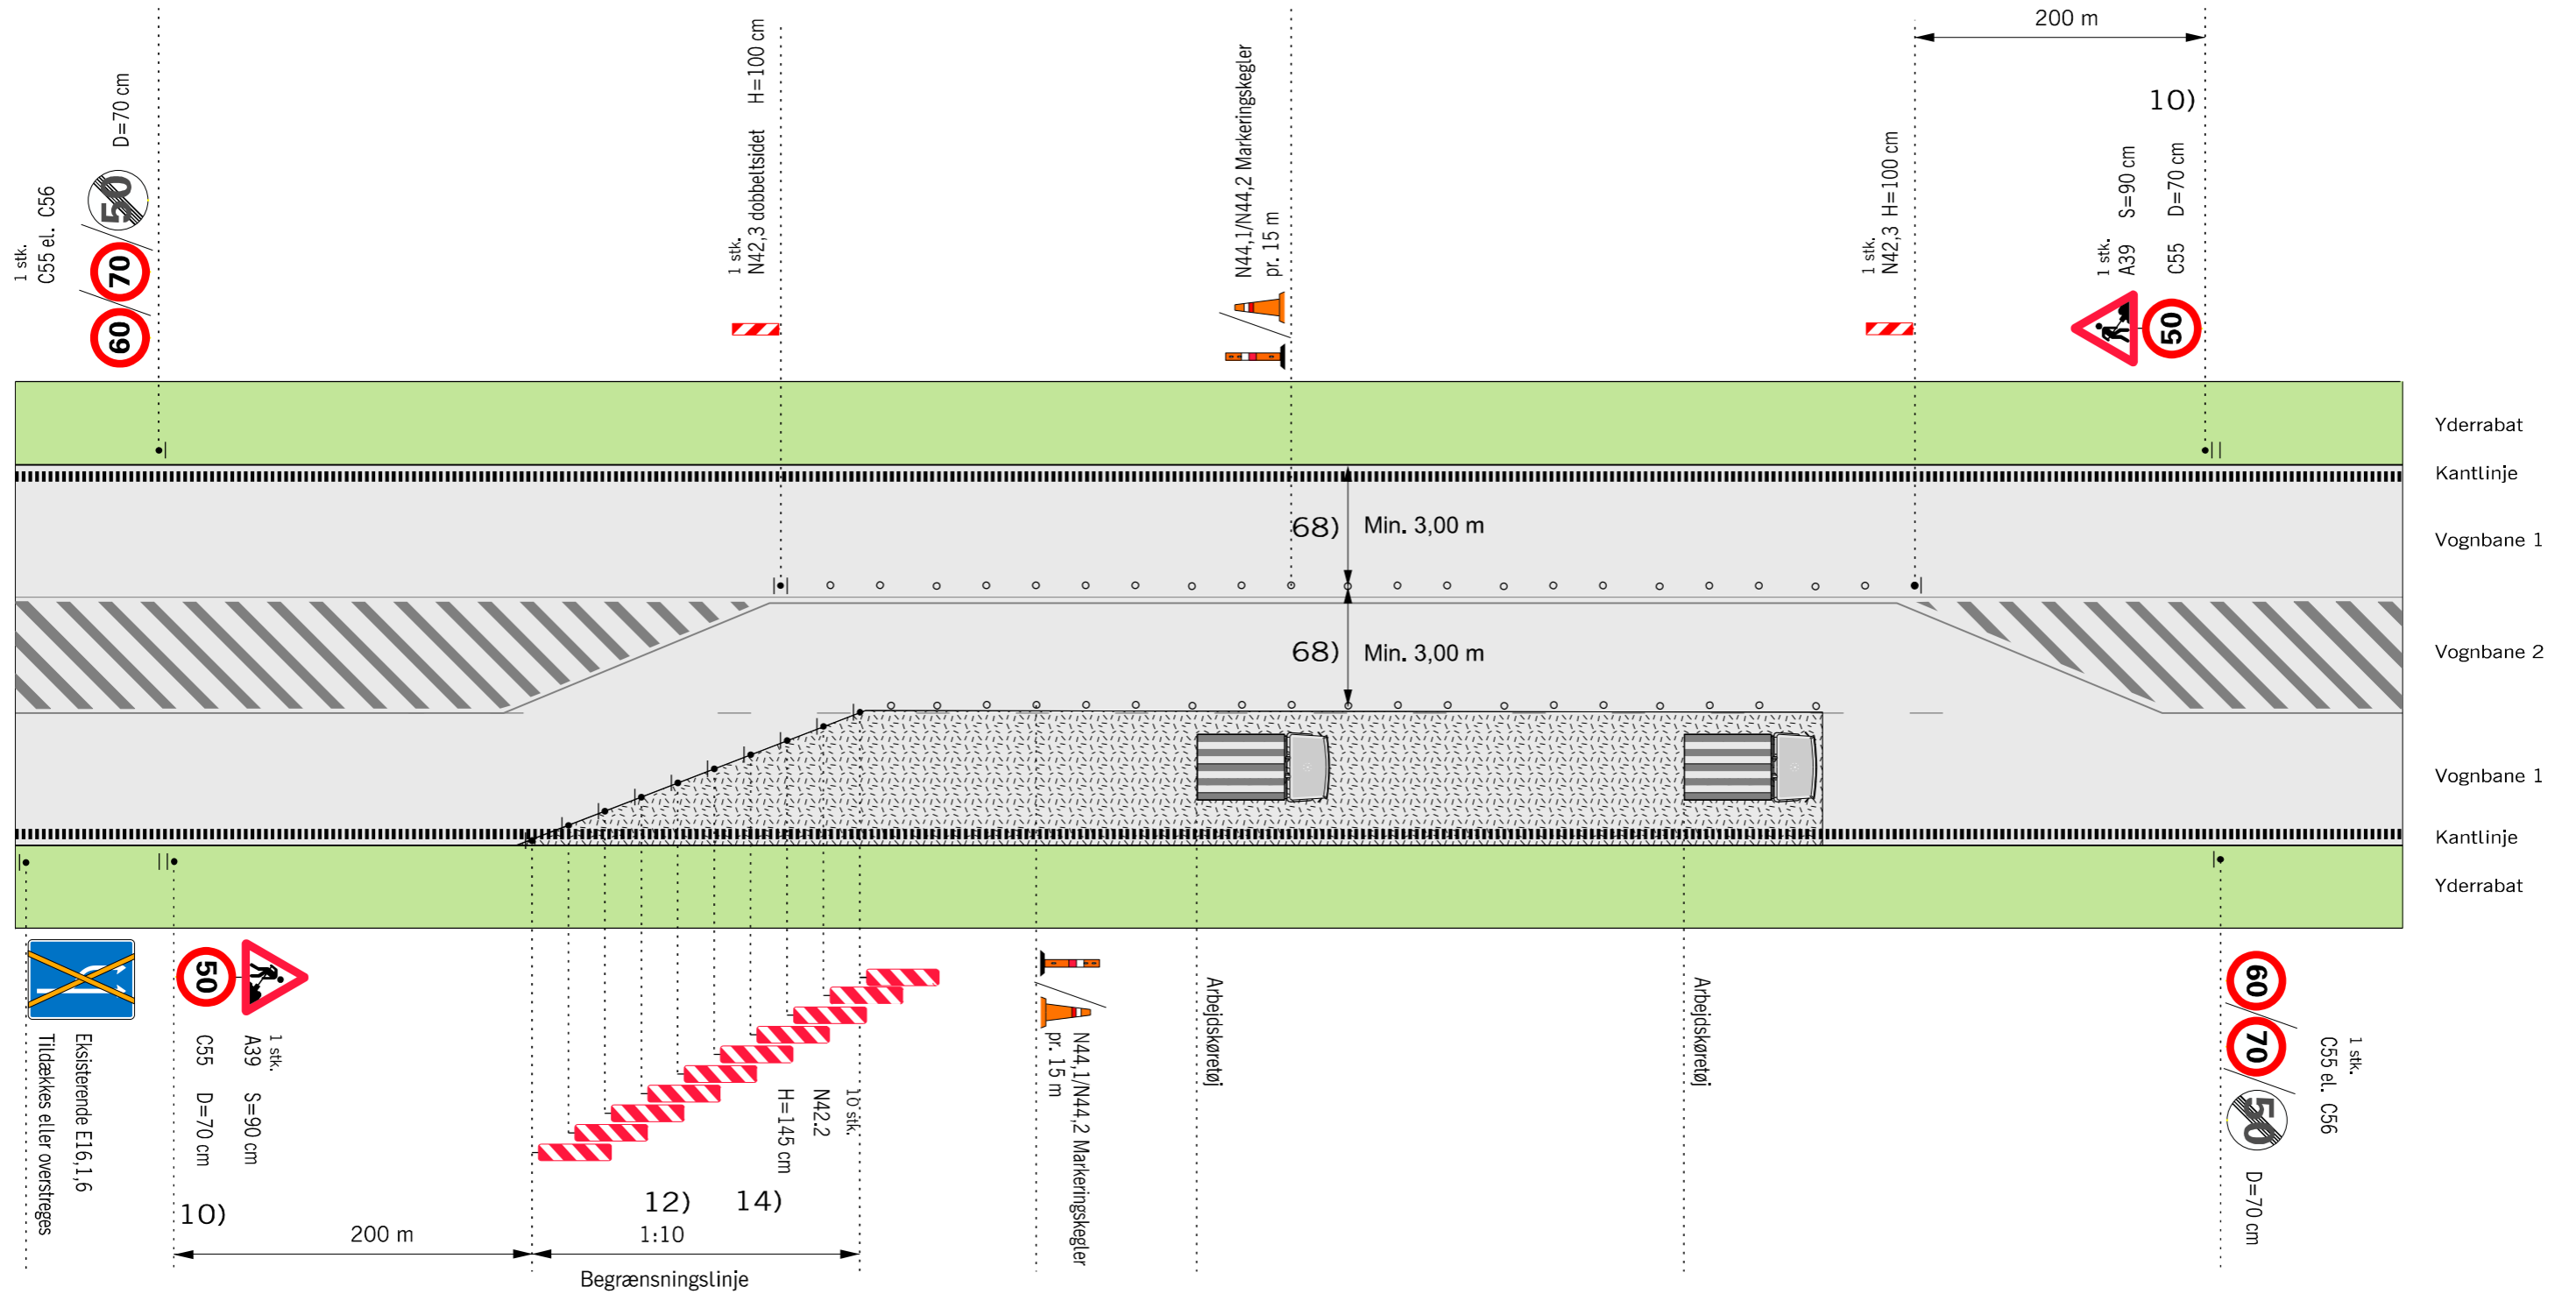 200 m
1 stk.
C55 el. C56
D=70 cm
50
70
60
1 stk.
N42,3 dobbeltsidet H=100 cm
N44,1/N44,2 Markeringskegler
pr. 15 m
1 stk.
N42,3 H=100 cm
10)
1 stk.
A39 S=90 cm
C55 D=70 cm
50
Yderrabat
Kantlinje
Vognbane 1
68) Min. 3,00 m
Vognbane 2
68) Min. 3,00 m
Vognbane 1
Kantlinje
Yderrabat
Eksisterende E16,1,6
Tildækkes eller overstreges
50
1 stk.
A39 S=90 cm
C55 D=70 cm
10)
200 m
10 stk.
N42.2
H=145 cm
12) 14)
1:10
Begrænsningslinje
N44,1/N44,2 Markeringskegler
pr. 15 m
Arbejdskøretøj
Arbejdskøretøj
60
70
50
1 stk.
C55 el. C56
D=70 cm